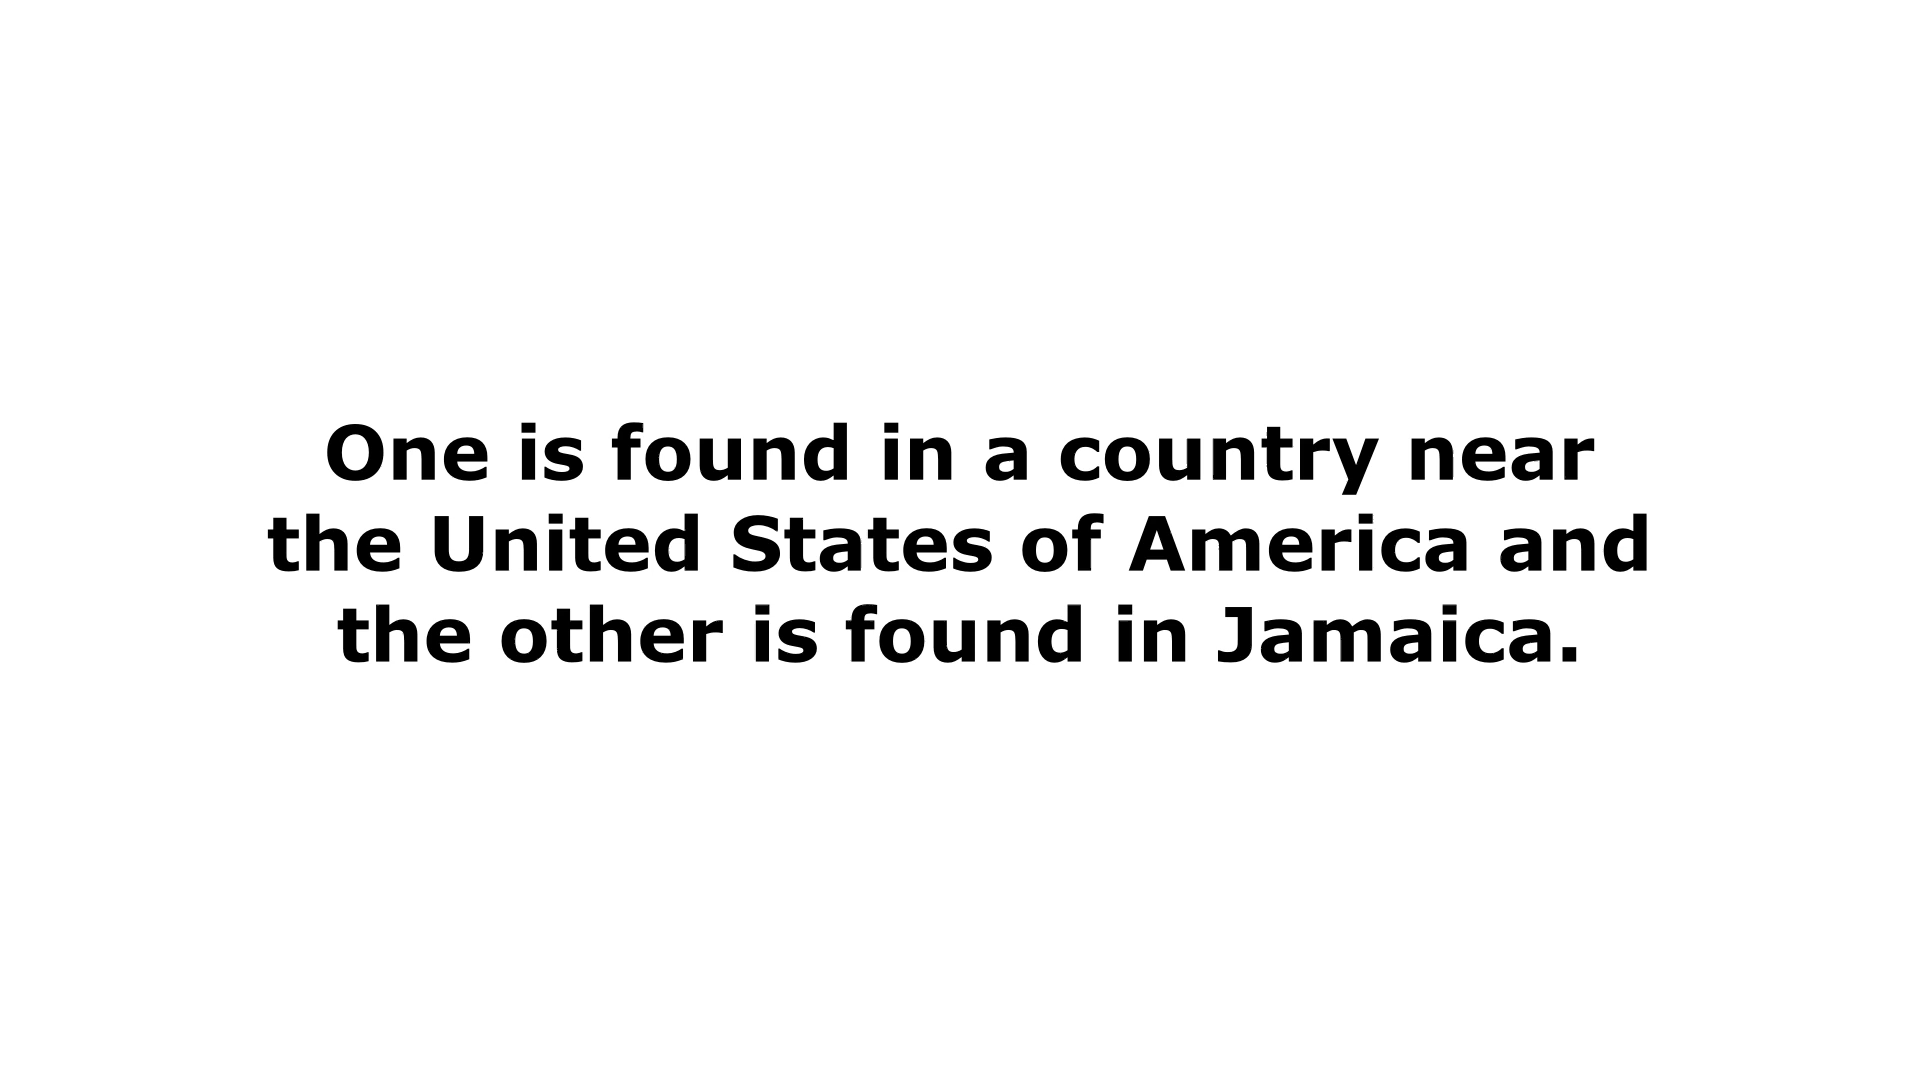 One is found in a country near
the United States of America and
the other is found in Jamaica.